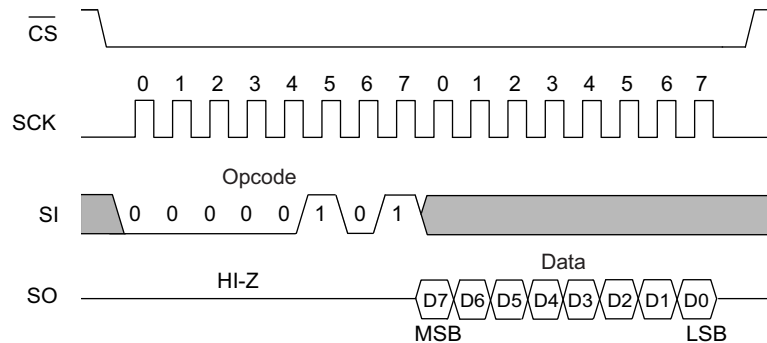 CS
0 1 2 3 4 5 6 7 0 1 2 3 4 5 6 7
SCK
Opcode
SI 0 0 0 0 0 1 0 1
Data
HI-Z
SO D7 D6 D5 D4 D3 D2 D1 D0
MSB LSB